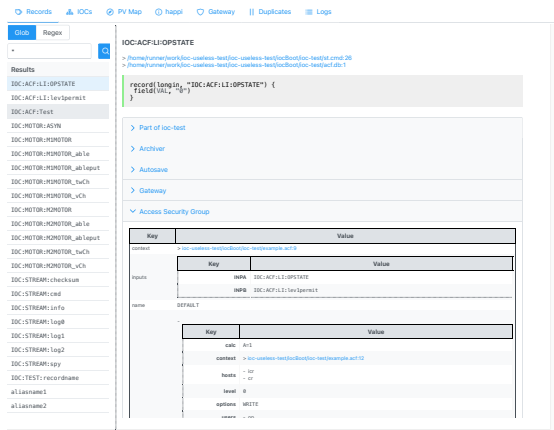 Records IOCs PV Map happi Gateway Duplicates Logs
Glob Regex
*
Results
IOC:ACF:LI:OPSTATE
IOC:ACF:LI:lev1permit
IOC:ACF:Test
IOC:MOTOR:ASYN
IOC:MOTOR:M1MOTOR
IOC:MOTOR:M1MOTOR_able
IOC:MOTOR:M1MOTOR_ableput
IOC:MOTOR:M1MOTOR_twCh
IOC:MOTOR:M1MOTOR_vCh
IOC:MOTOR:M2MOTOR
IOC:MOTOR:M2MOTOR_able
IOC:MOTOR:M2MOTOR_ableput
IOC:MOTOR:M2MOTOR_twCh
IOC:MOTOR:M2MOTOR_vCh
IOC:STREAM:checksum
IOC:STREAM:cmd
IOC:STREAM:info
IOC:STREAM:log0
IOC:STREAM:log1
IOC:STREAM:log2
IOC:STREAM:spy
IOC:TEST:recordname
aliasname1
aliasname2
IOC:ACF:LI:OPSTATE
> /home/runner/work/ioc-useless-test/ioc-useless-test/iocBoot/ioc-test/st.cmd:26
> /home/runner/work/ioc-useless-test/ioc-useless-test/iocBoot/ioc-test/acf.db:1
record(longin, "IOC:ACF:LI:OPSTATE") {
field(VAL, "0")
}
> Part of ioc-test
> Archiver
> Autosave
> Gateway
Access Security Group
Key Value
context > ioc-useless-test/iocBoot/ioc-test/example.acf:9
Key Value
inputs INPA IOC:ACF:LI:OPSTATE
INPB IOC:ACF:LI:lev1permit
name DEFAULT
-
Key Value
calc A=1
context > ioc-useless-test/iocBoot/ioc-test/example.acf:12
hosts - icr
- cr
level 0
options WRITE
users - op